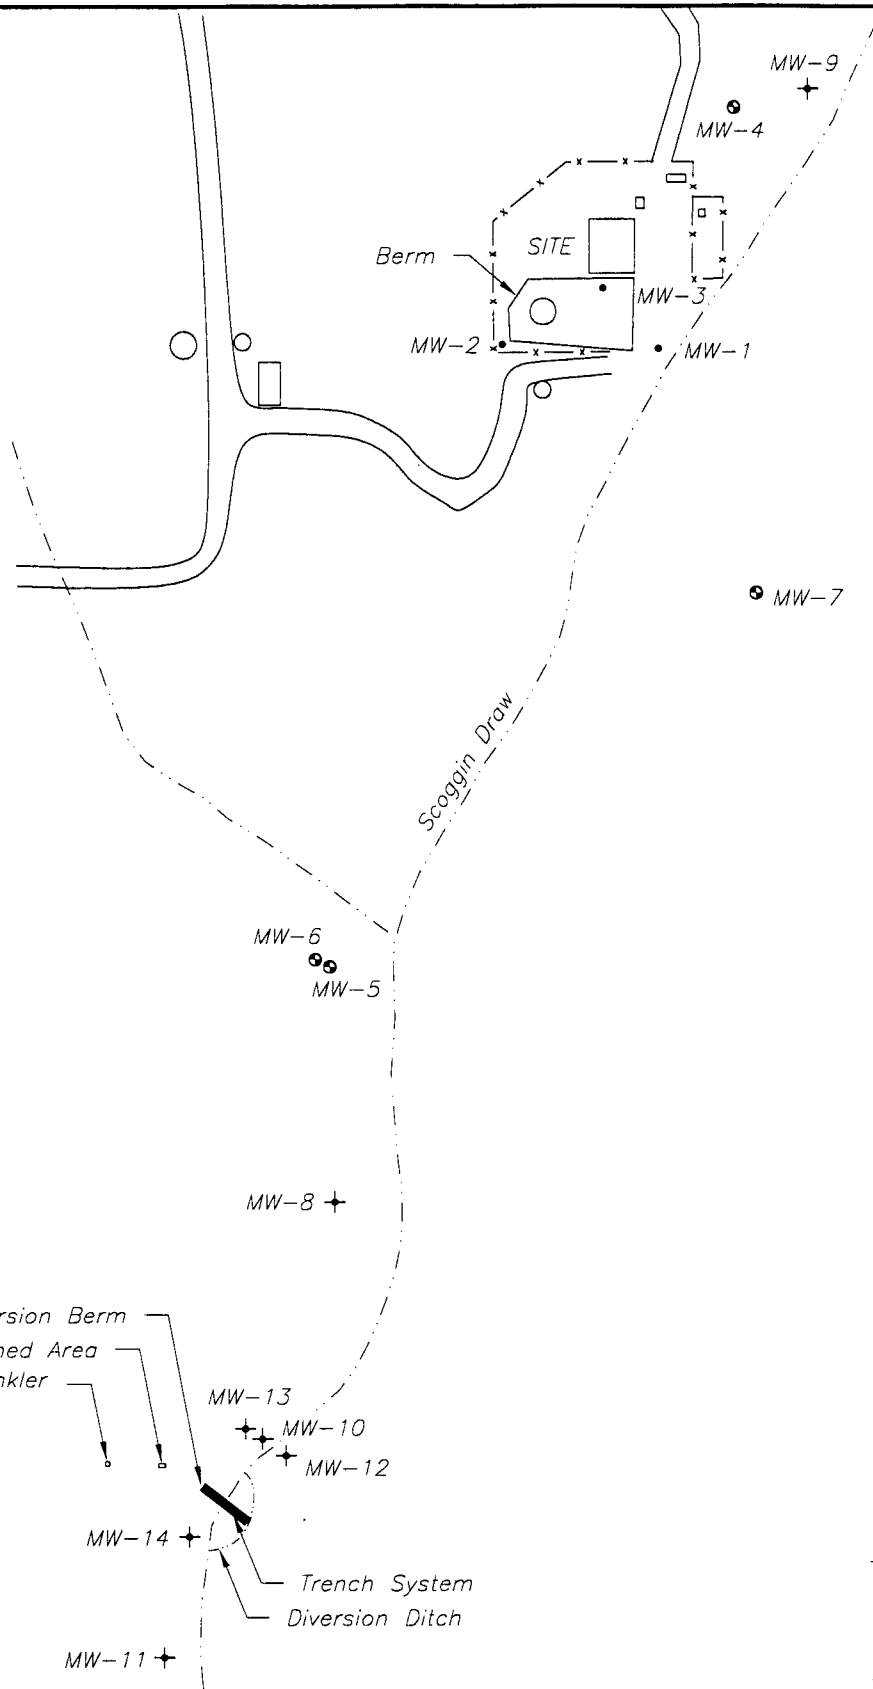 MW-9
MW-4
SITE
Berm
MW-3
MW-2
MW-1
MW-7
Scoggin Draw
MW-6
MW-5
MW-8
rsion Berm
ned Area
nkler
MW-13
MW-10
MW-12
MW-14
Trench System
Diversion Ditch
MW-11